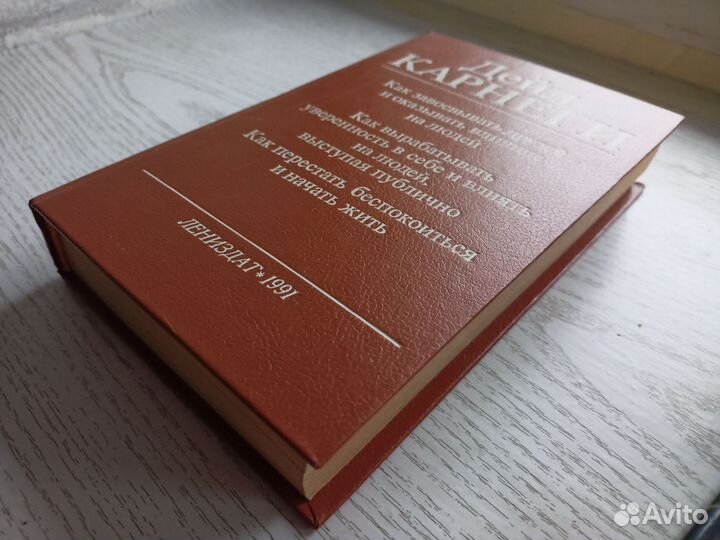 Дейл
КАРНЕГИ
Как завоевывать друзей
и оказывать влияние
на людей
Как вырабатывать
уверенность в себе и влиять
на людей,
выступая публично
Как перестать беспокоиться
и начать жить
ЛЕНИЗДАТ * 1991
Avito